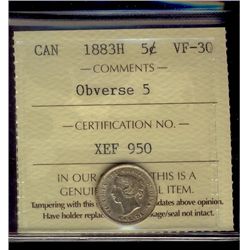 CAN 1883H 5¢ VF-30
COMMENTS
Obverse 5
CERTIFICATION NO.
XEF 950
IN OUR THIS IS A
GENUI L ITEM.
Tampering with this dates above opinion.
Have holder replac kage/seal not intact.